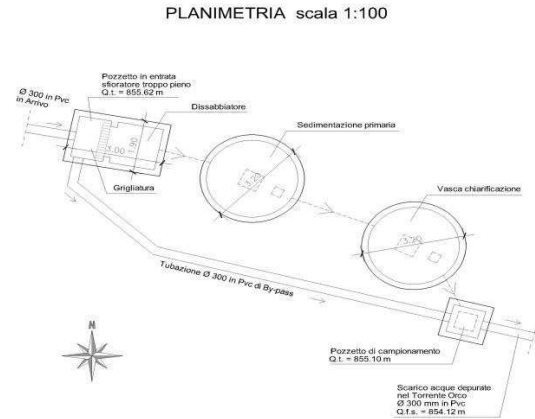 PLANIMETRIA scala 1:100
Pozzetto in entrata
sfioratore troppo pieno
Q.t. = 855.62 m
Ø 300 in Pvc
in Arrivo
Dissabbiatore
Sedimentazione primaria
3.00
1.90
Grigliatura
Vasca chiarificazione
3.70
Tubazione Ø 300 in Pvc di By-pass
N
Pozzetto di campionamento
Q.t. = 855.10 m
Scarico acque depurate
nel Torrente Orco
Ø 300 mm in Pvc
Q.f.s. = 854.12 m